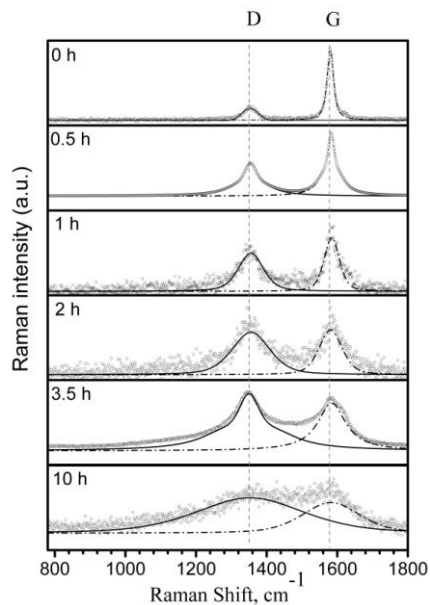 D G
0 h
0.5 h
1 h
2 h
3.5 h
10 h
Raman intensity (a.u.)
800 1000 1200 1400 1600 1800
Raman Shift, cm-1